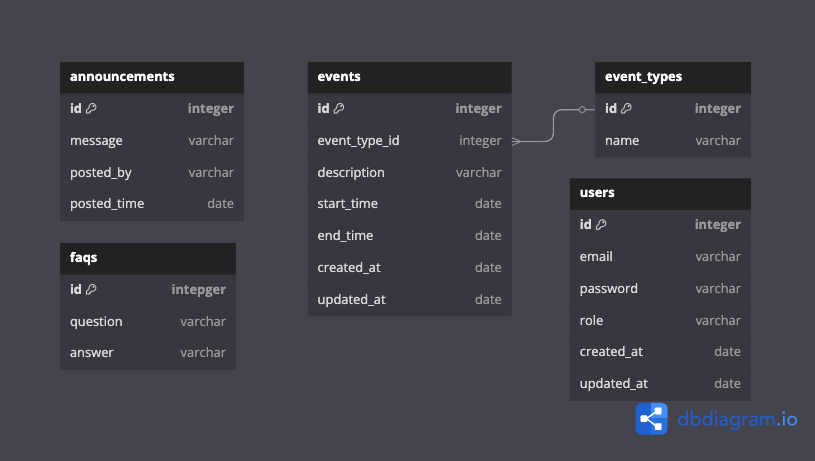 announcements
id integer
message varchar
posted_by varchar
posted_time date
faqs
id intepger
question varchar
answer varchar
events
id integer
event_type_id integer
description varchar
start_time date
end_time date
created_at date
updated_at date
event_types
id integer
name varchar
users
id integer
email varchar
password varchar
role varchar
created_at date
updated_at date
dbdiagram.io